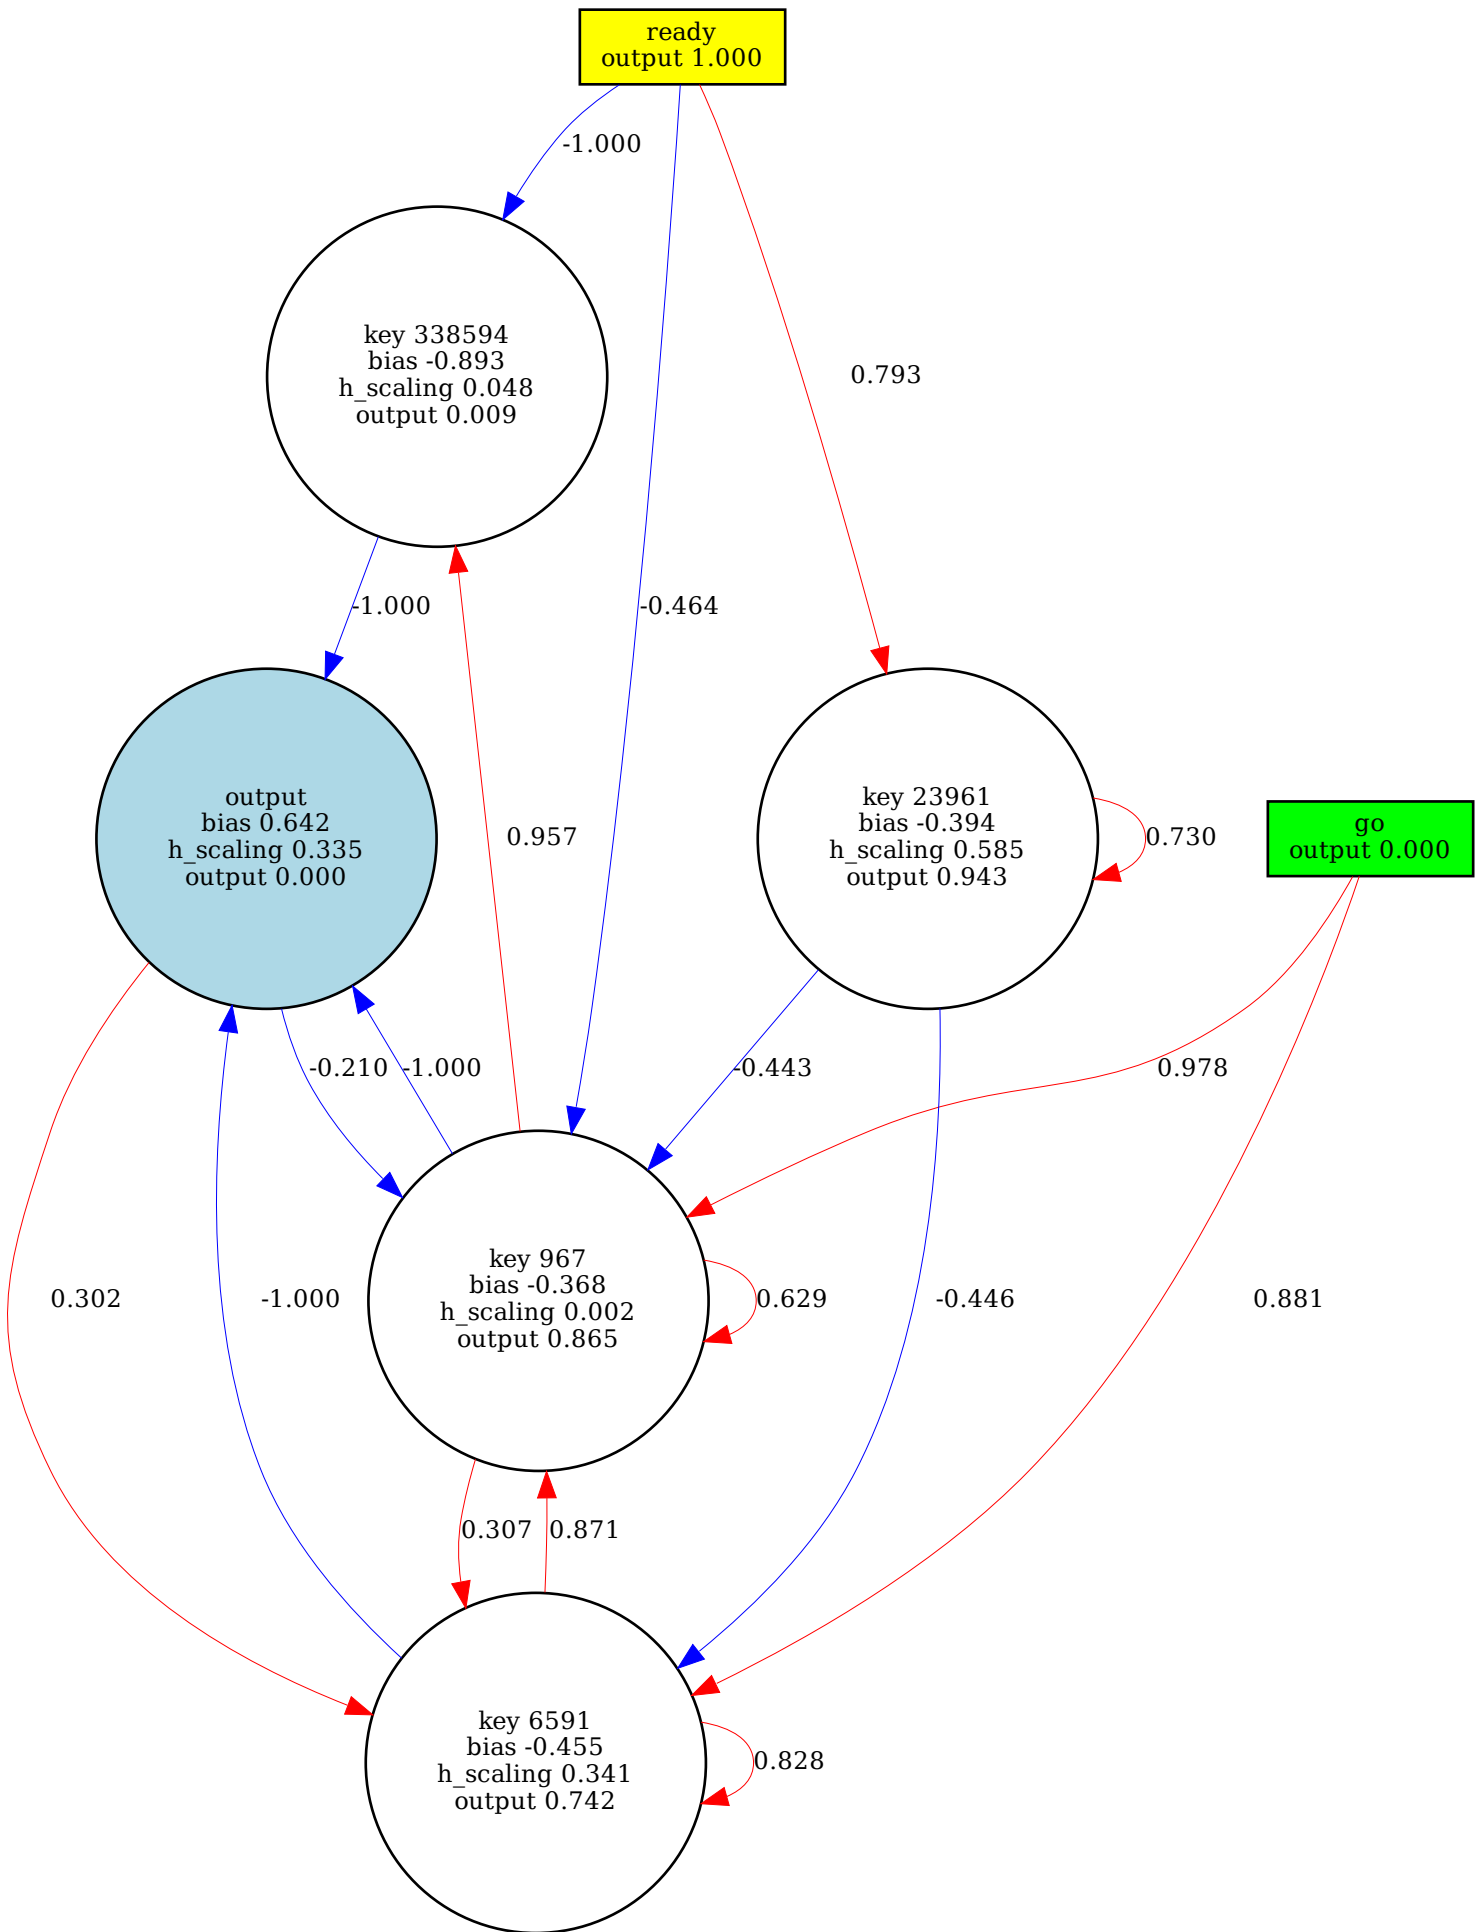 ready
output 1.000
-1.000
key 338594
bias -0.893
h_scaling 0.048
output 0.009
0.793
-1.000
-0.464
output
bias 0.642
h_scaling 0.335
output 0.000
0.957
key 23961
bias -0.394
h_scaling 0.585
output 0.943
0.730
go
output 0.000
-0.210
-1.000
-0.443
0.978
0.302
-1.000
key 967
bias -0.368
h_scaling 0.002
output 0.865
0.629
-0.446
0.881
0.307
0.871
key 6591
bias -0.455
h_scaling 0.341
output 0.742
0.828